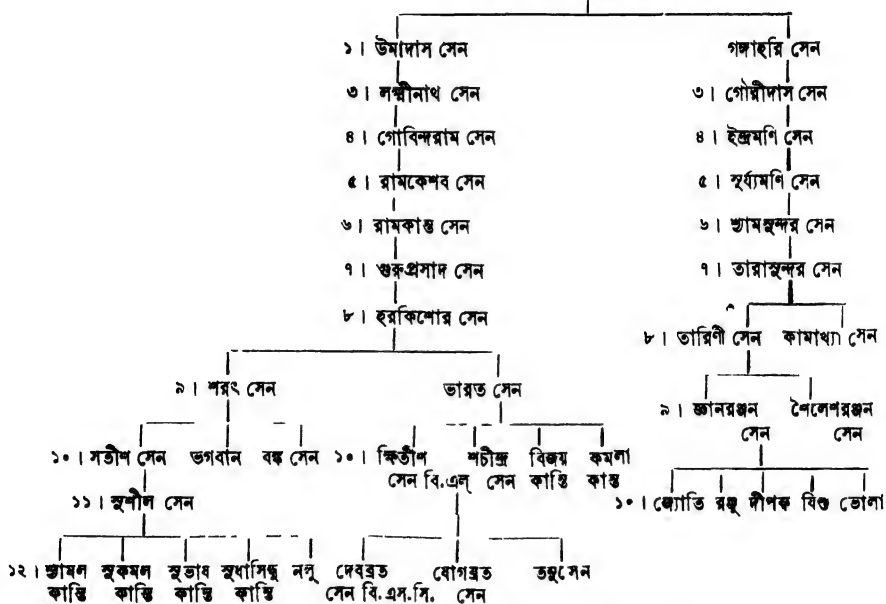 ১। উমাদাস সেন গঙ্গাহরি সেন
৩। লক্ষ্মীনাথ সেন ৩। গৌরীদাস সেন
৪। গোবিন্দরাম সেন ৪। ইন্দ্রমণি সেন
৫। রামকেশব সেন ৫। সূর্য্যমণি সেন
৬। রামকান্ত সেন ৬। শ্যামসুন্দর সেন
৭। গুরুপ্রসাদ সেন ৭। তারাসুন্দর সেন
৮। হরকিশোর সেন
৮। তারিণী সেন কামাখ্যা সেন
৯। শরৎ সেন ভারত সেন
৯। জ্ঞানরঞ্জন শৈলেশরঞ্জন
সেন সেন
১০। সতীশ সেন ভগবান বঙ্ক সেন ১০। ক্ষিতীশ শচীন্দ্র বিজয় কমলা
সেন বি.এল্ সেন কান্তি কান্ত
১১। সুশীল সেন ১০। জ্যোতি রঞ্জু দীপক বিশু ভোলা
১২। শ্যামল সুকমল সুভাষ সুধাসিন্ধু নপু দেবব্রত যোগব্রত তনুসেন
কান্তি কান্তি কান্তি কান্তি সেন বি.এস.সি. সেন